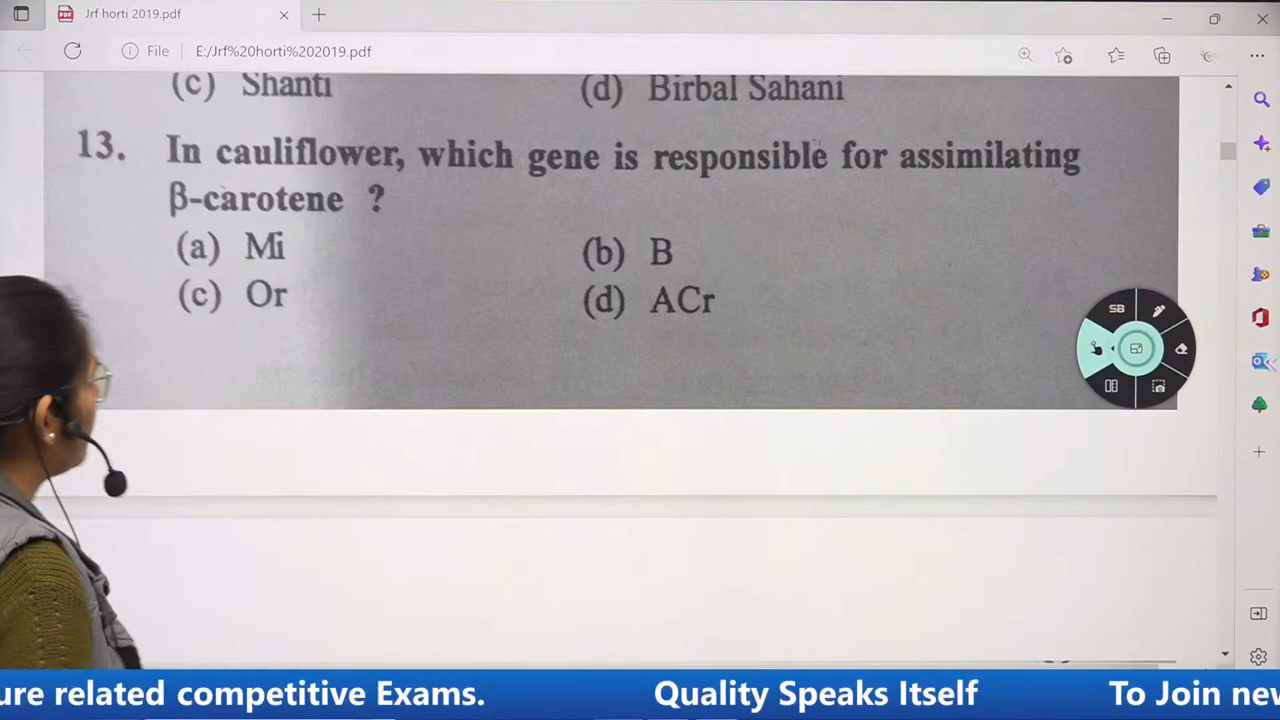 Jrf horti 2019.pdf
File E:/Jrf%20horti%202019.pdf
(c) Shanti (d) Birbal Sahani
13. In cauliflower, which gene is responsible for assimilating
β-carotene ?
(a) Mi (b) B
(c) Or (d) ACr
SB
ure related competitive Exams. Quality Speaks Itself To Join new